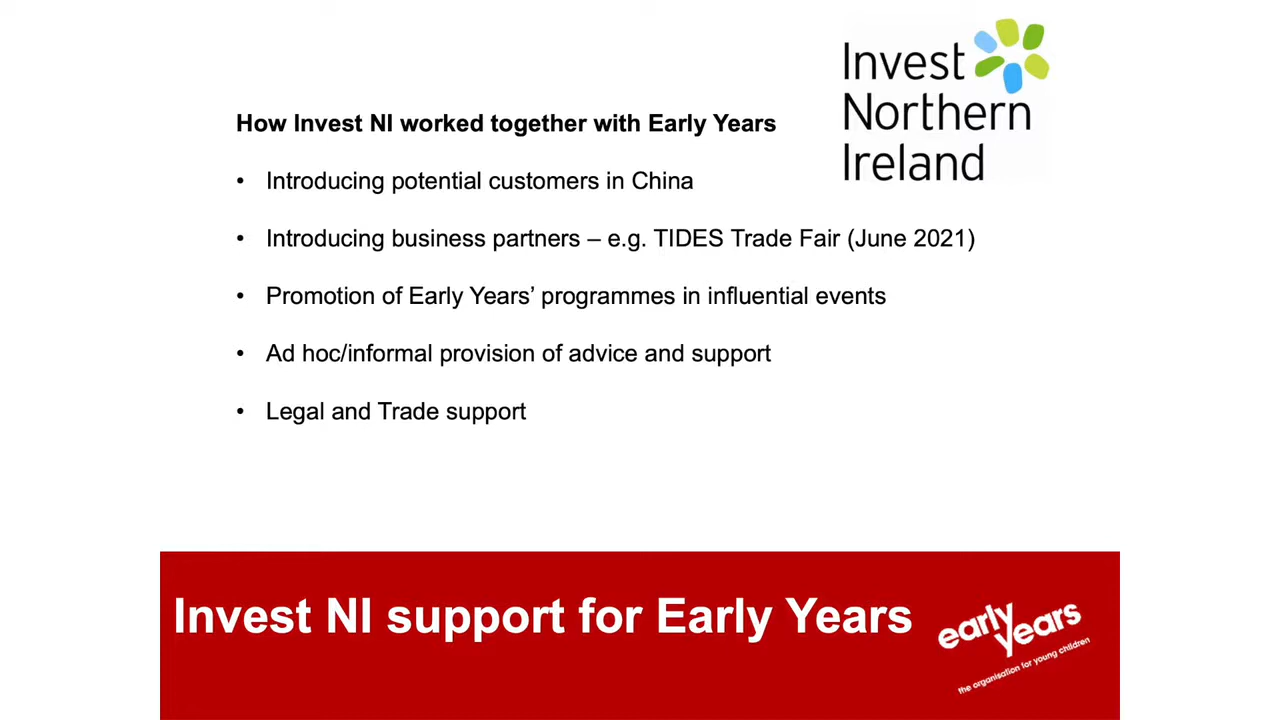 Invest
Northern
Ireland
How Invest NI worked together with Early Years
• Introducing potential customers in China
• Introducing business partners – e.g. TIDES Trade Fair (June 2021)
• Promotion of Early Years’ programmes in influential events
• Ad hoc/informal provision of advice and support
• Legal and Trade support
Invest NI support for Early Years
early years
the organisation for young children